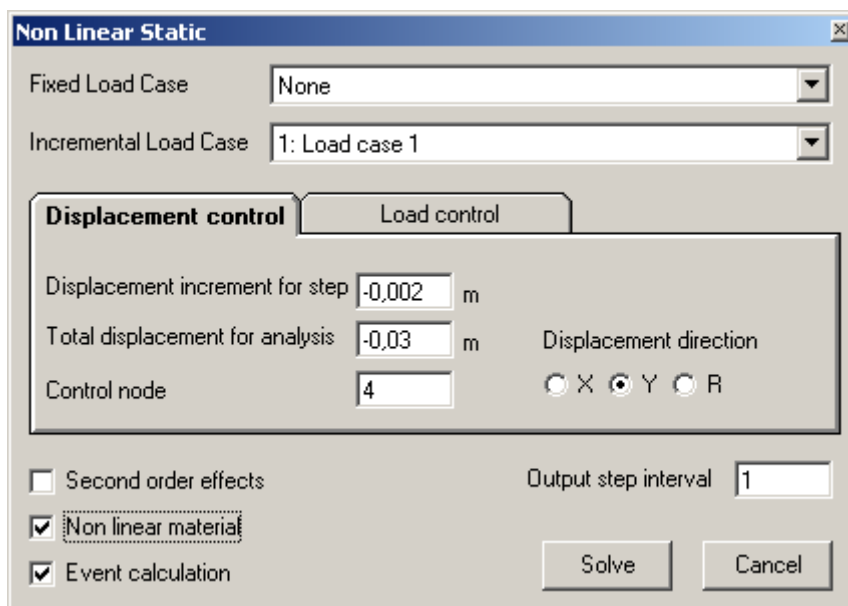 Non Linear Static
Fixed Load Case None
Incremental Load Case 1: Load case 1
Displacement control Load control
Displacement increment for step -0,002 m
Total displacement for analysis -0,03 m Displacement direction
Control node 4 X Y R
Second order effects Output step interval 1
Non linear material
Event calculation Solve Cancel